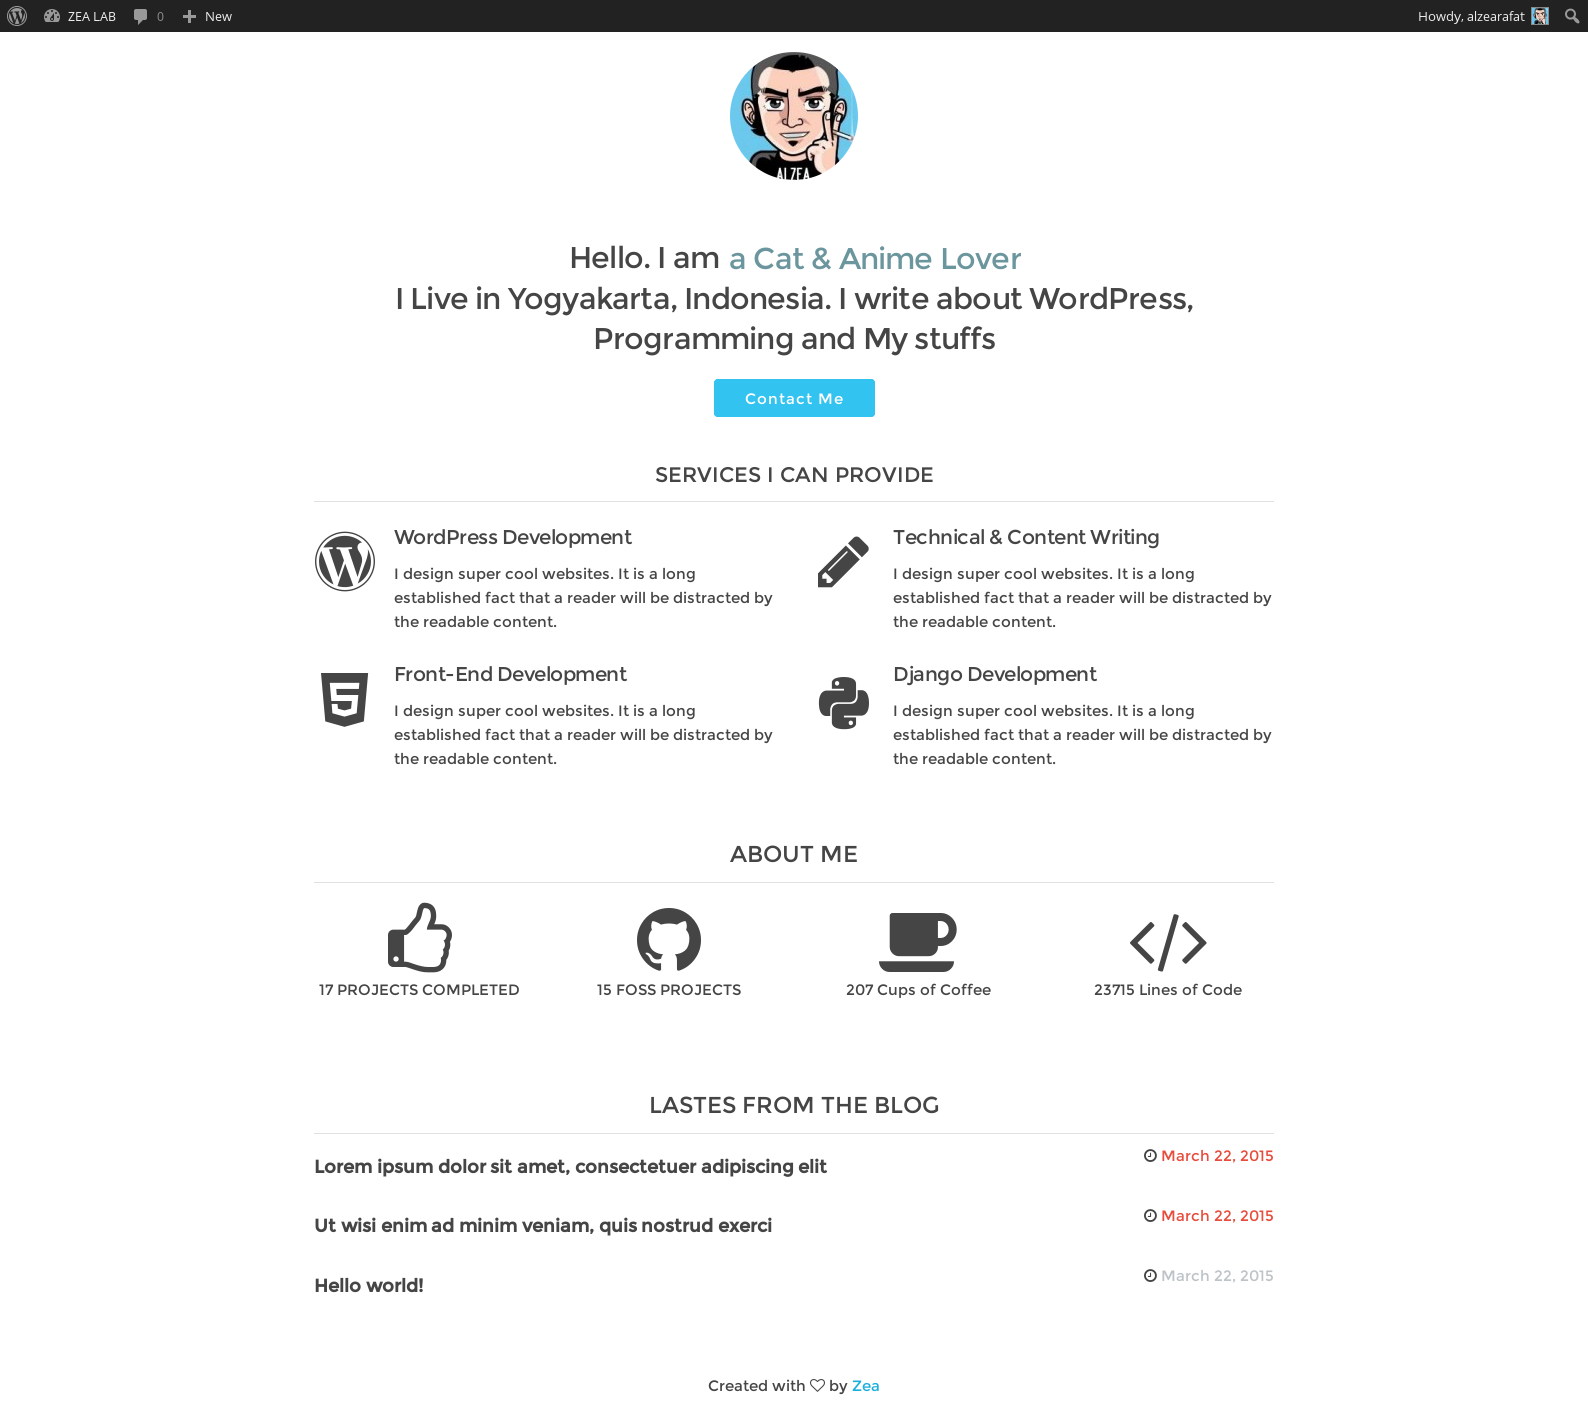 ZEA LAB 0 New Howdy, alzearafat
ALZEA
Hello. I am a Cat & Anime Lover
I Live in Yogyakarta, Indonesia. I write about WordPress,
Programming and My stuffs
Contact Me
SERVICES I CAN PROVIDE
WordPress Development
I design super cool websites. It is a long
established fact that a reader will be distracted by
the readable content.
Technical & Content Writing
I design super cool websites. It is a long
established fact that a reader will be distracted by
the readable content.
Front-End Development
I design super cool websites. It is a long
established fact that a reader will be distracted by
the readable content.
Django Development
I design super cool websites. It is a long
established fact that a reader will be distracted by
the readable content.
ABOUT ME
17 PROJECTS COMPLETED
15 FOSS PROJECTS
207 Cups of Coffee
23715 Lines of Code
LASTES FROM THE BLOG
Lorem ipsum dolor sit amet, consectetuer adipiscing elit
March 22, 2015
Ut wisi enim ad minim veniam, quis nostrud exerci
March 22, 2015
Hello world!
March 22, 2015
Created with ♡ by Zea